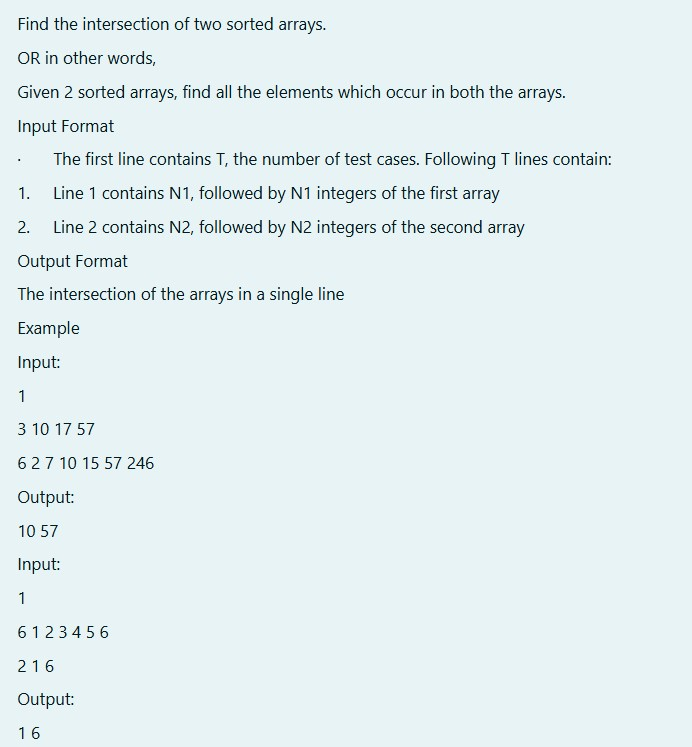 Find the intersection of two sorted arrays.
OR in other words,
Given 2 sorted arrays, find all the elements which occur in both the arrays.
Input Format
· The first line contains T, the number of test cases. Following T lines contain:
1. Line 1 contains N1, followed by N1 integers of the first array
2. Line 2 contains N2, followed by N2 integers of the second array
Output Format
The intersection of the arrays in a single line
Example
Input:
1
3 10 17 57
6 2 7 10 15 57 246
Output:
10 57
Input:
1
6 1 2 3 4 5 6
2 1 6
Output:
1 6